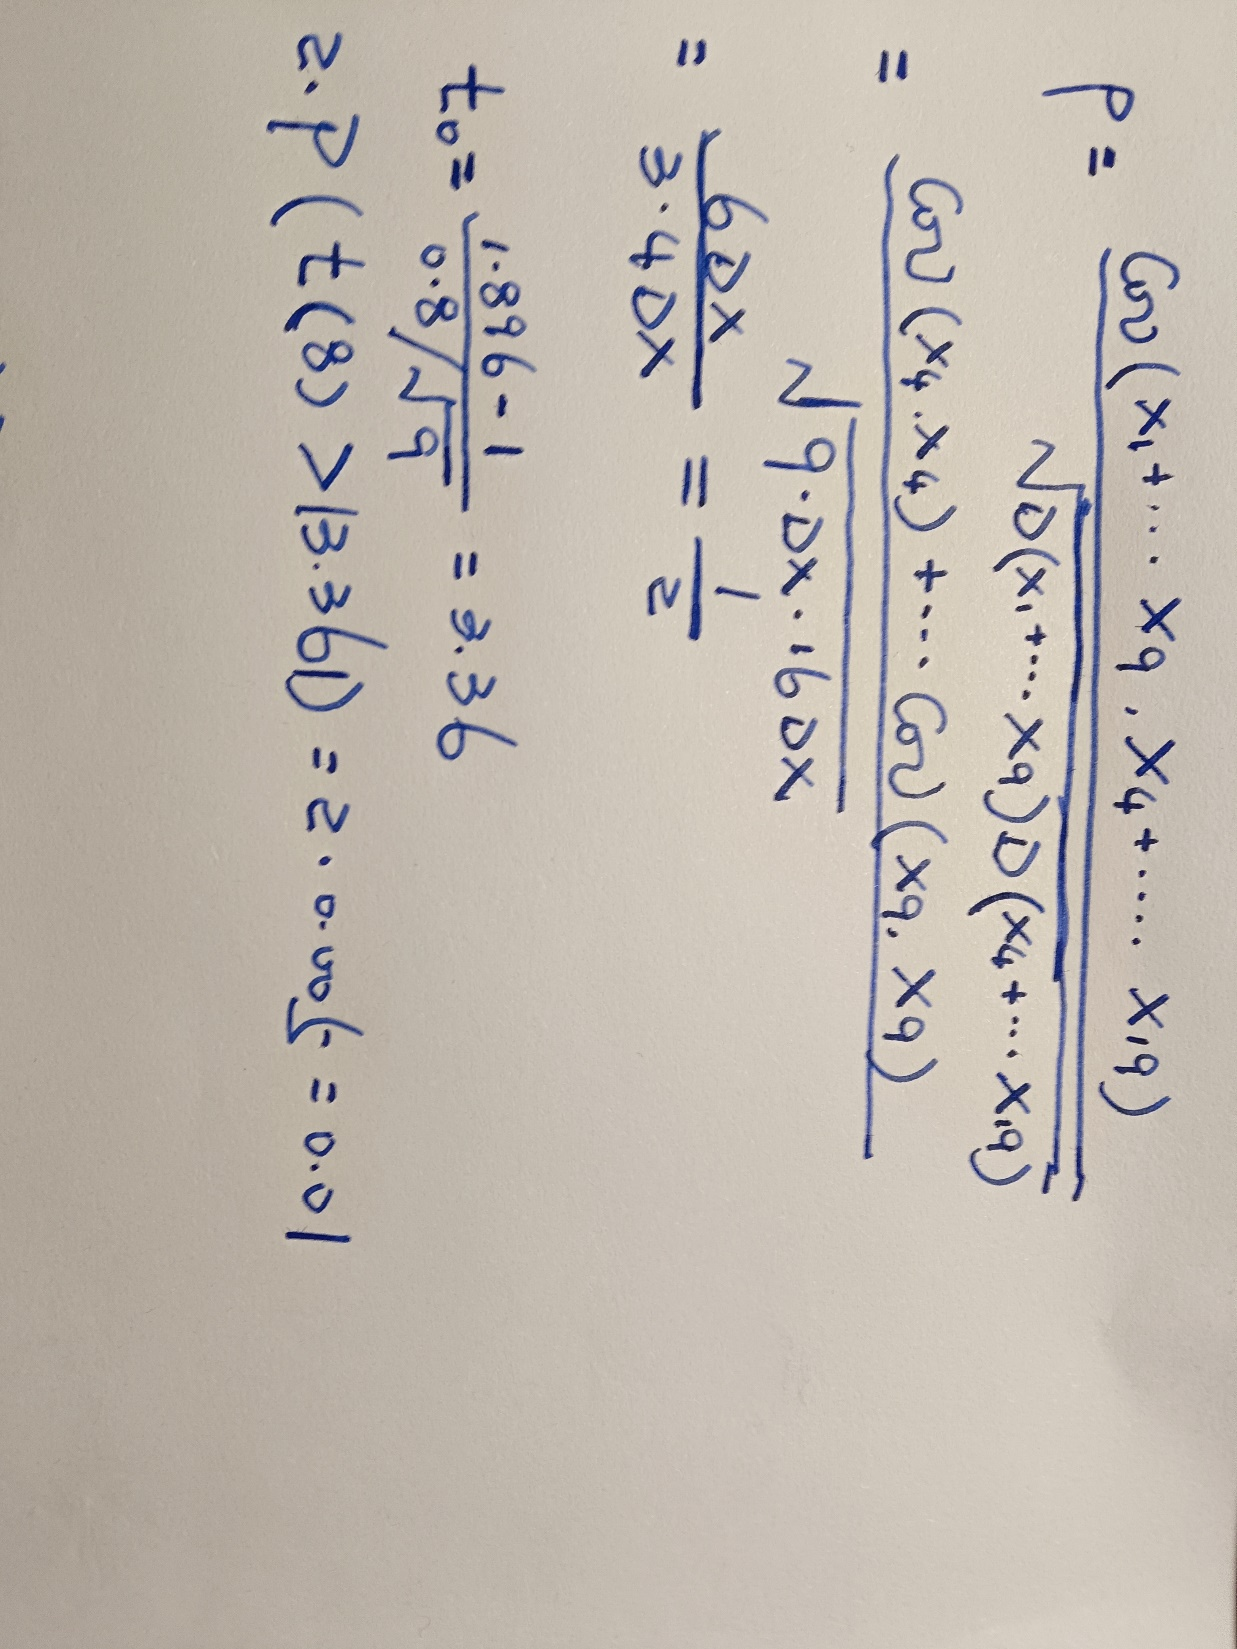 ρ = Cov(x₁+... x₉, x₄+.... x₁₉)
√D(x₁+... x₉)D(x₄+... x₁₉)
= Cov(x₄.x₄)+... Cov(x₉. x₉)
√9.Dx.16Dx
= 6Dx / 3.4Dx = 1/2
t₀ = 1.896-1 / 0.8/√9 = 3.36
2.P(t(8) > |3.36|) = 2. 0.005 = 0.01